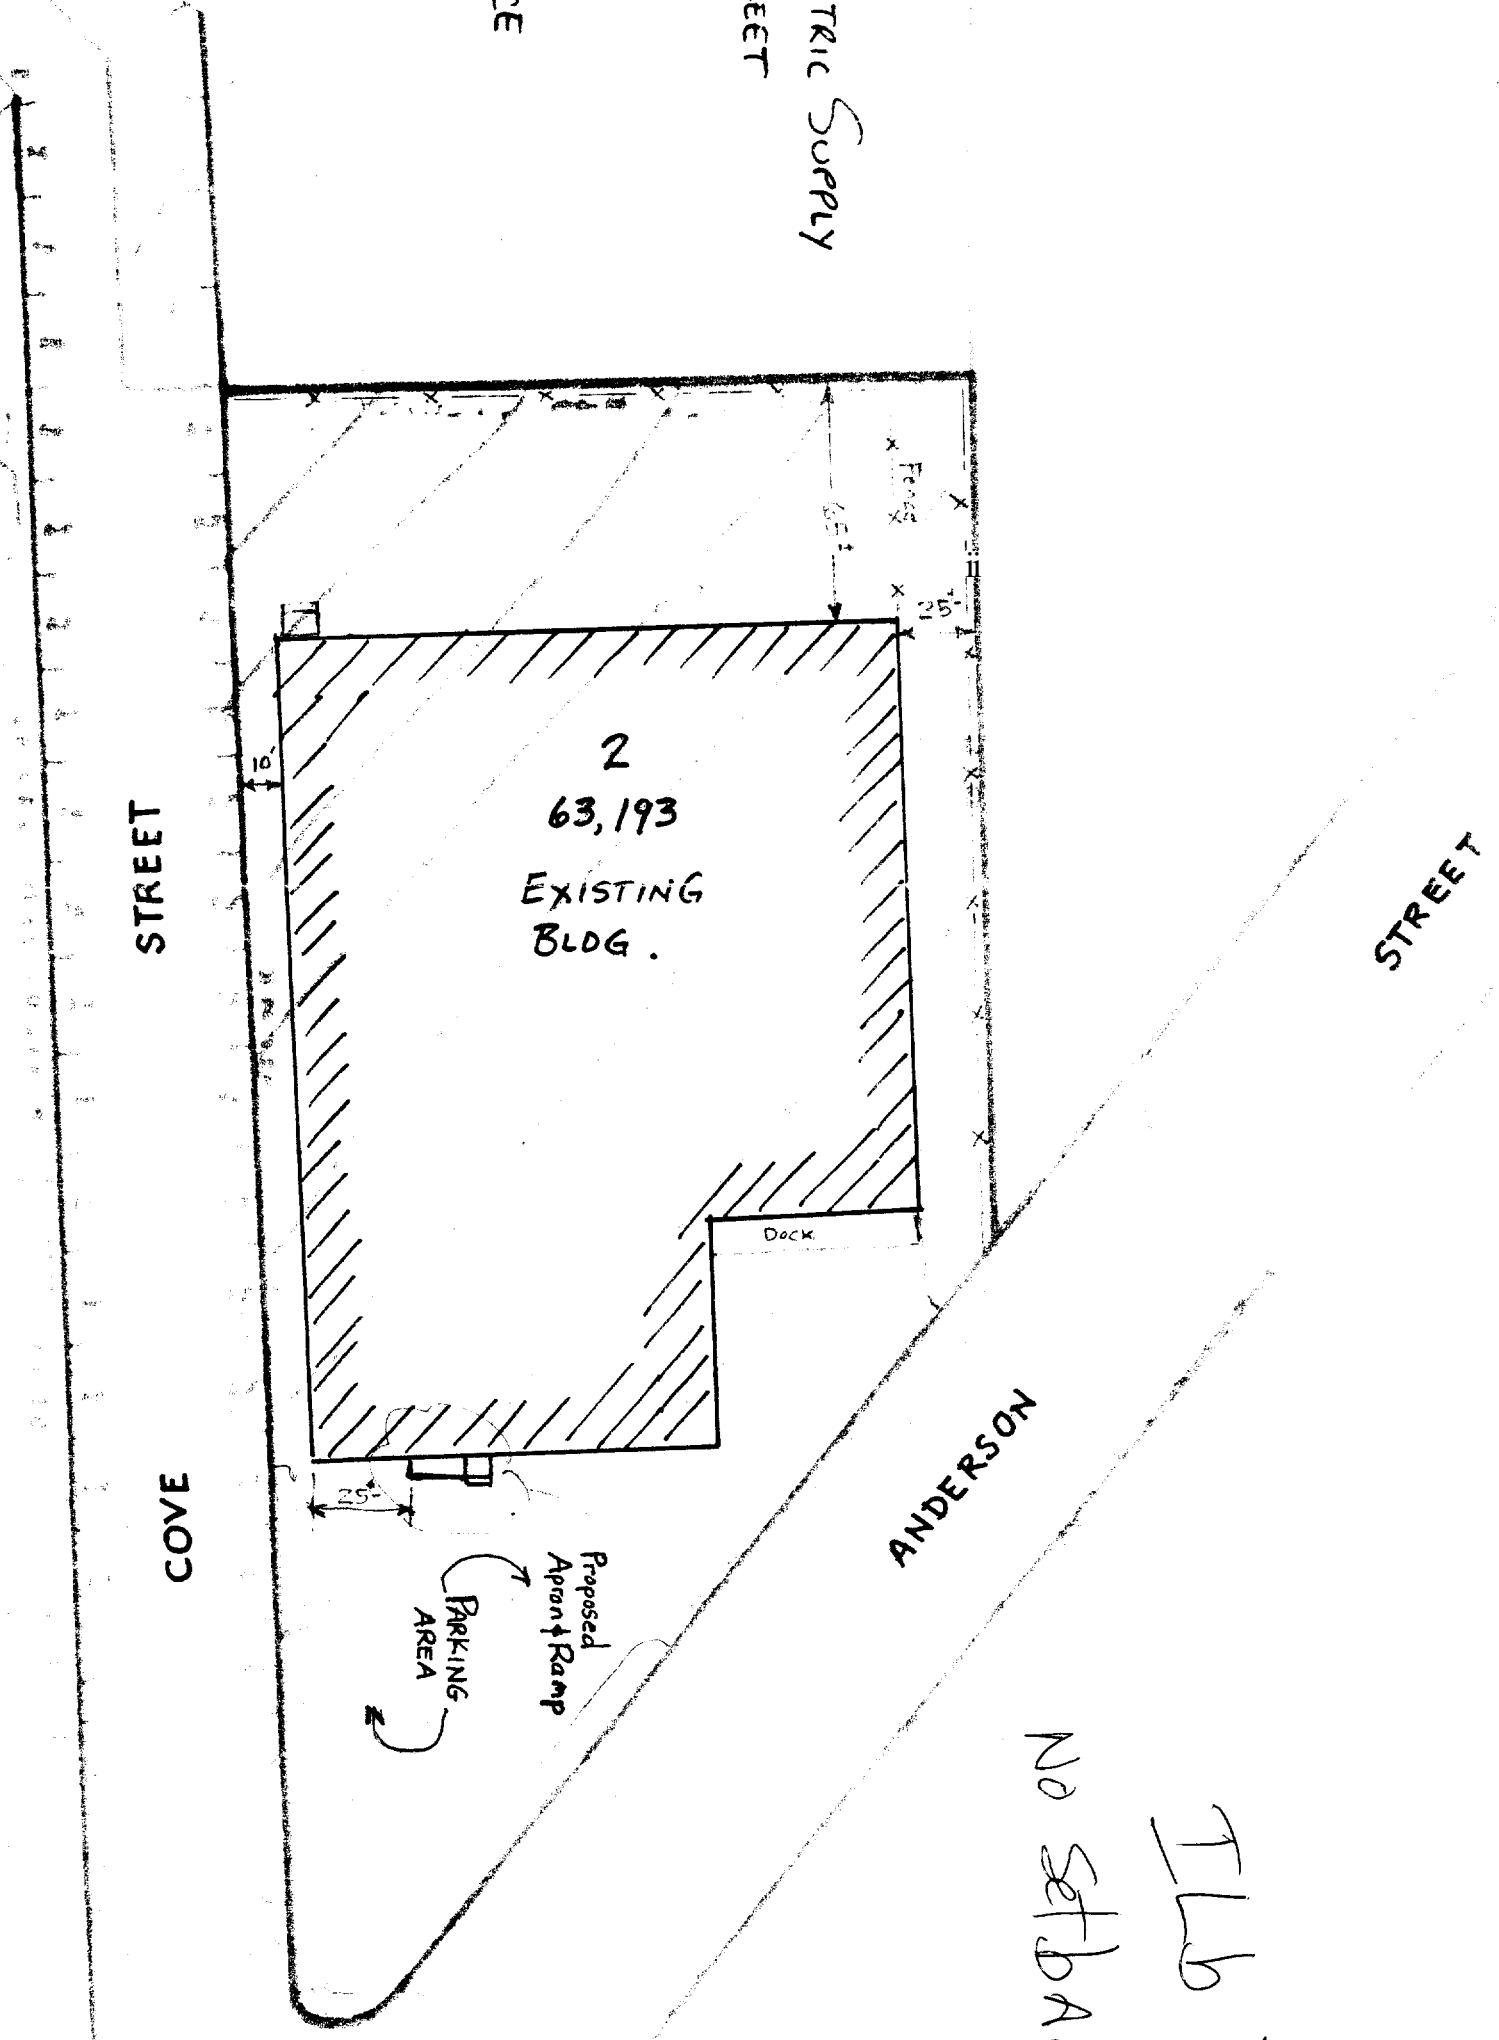 TRIC SUPPLY
EET
CE
Fence
65'±
25'±
10'
2
63,193
EXISTING
BLDG.
STREET
STREET
Dock
ANDERSON
COVE
25'
Proposed
Apron & Ramp
PARKING
AREA
ILb
No SetbA